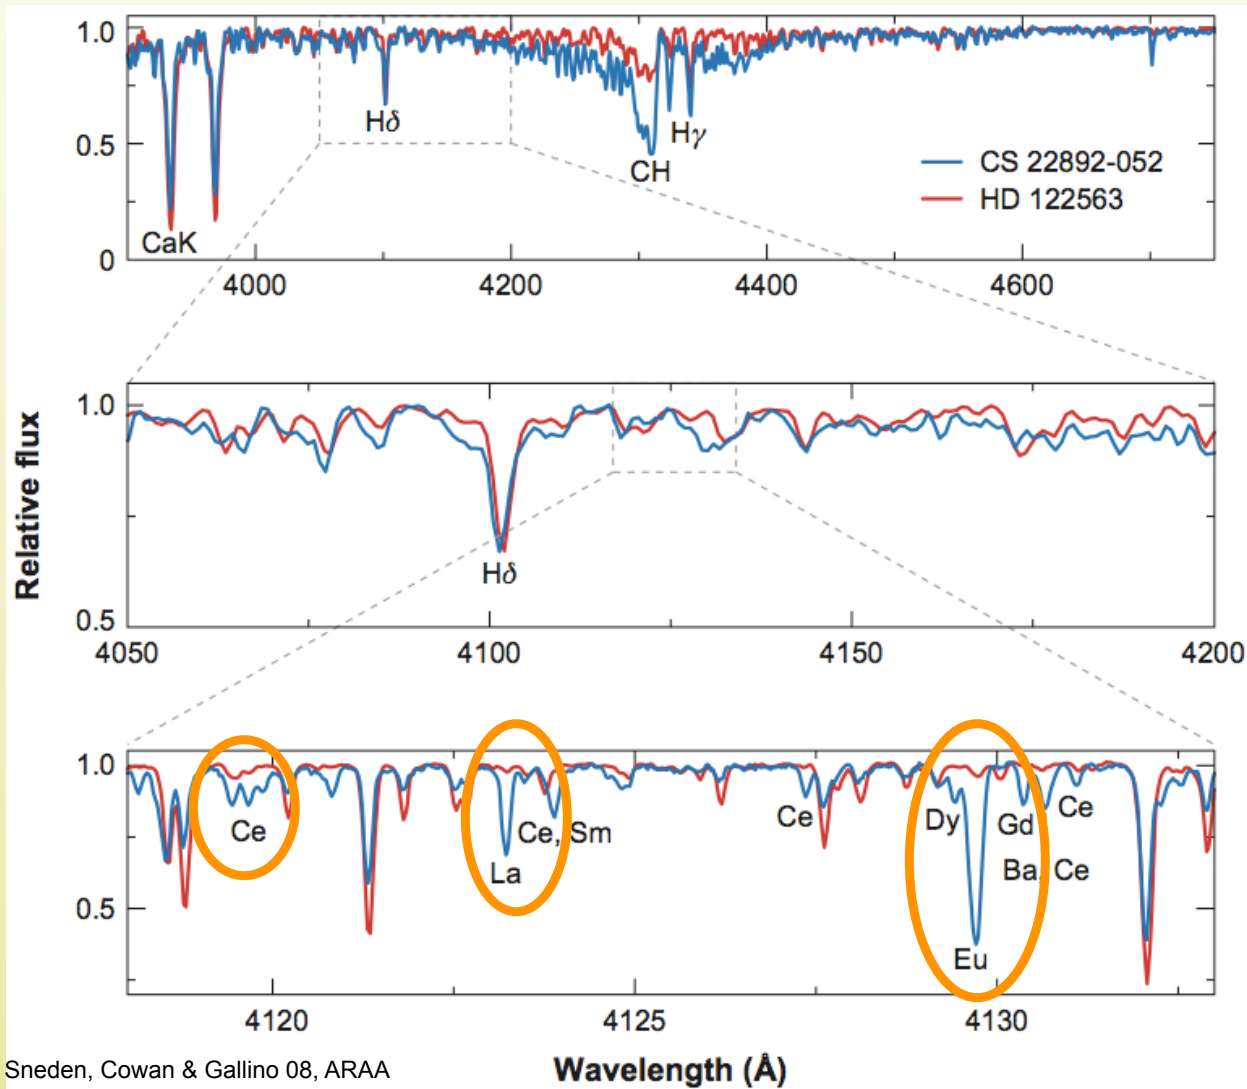 1.0
0.5
0
Hδ
CH
Hγ
CaK
CS 22892-052
HD 122563
4000
4200
4400
4600
Relative flux
1.0
0.5
Hδ
4050
4100
4150
4200
1.0
0.5
Ce
La
Ce, Sm
Ce
Dy
Eu
Gd
Ba, Ce
Ce
4120
4125
4130
Wavelength (Å)
Sneden, Cowan & Gallino 08, ARAA